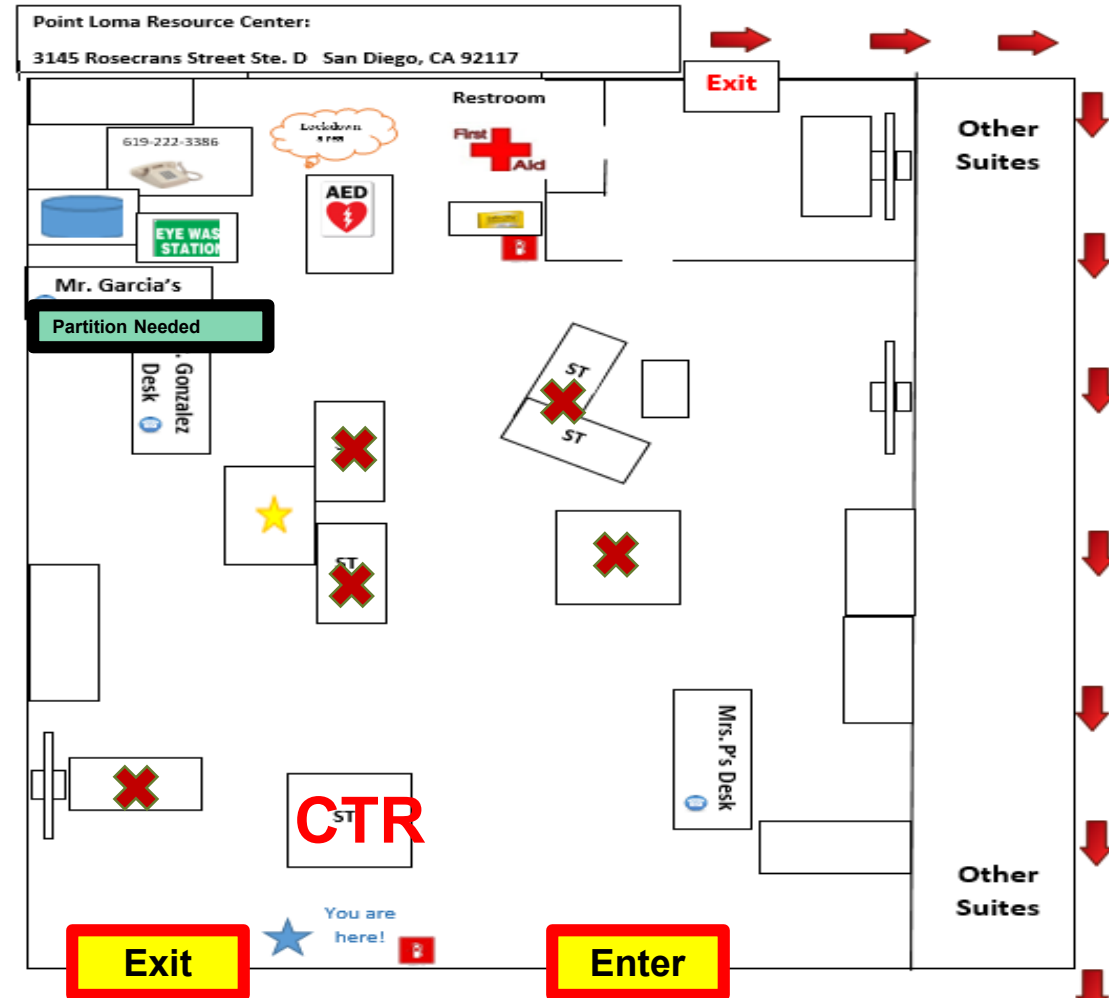 Point Loma Resource Center:
3145 Rosecrans Street Ste. D San Diego, CA 92117
Exit
Restroom
Other
Suites
619-222-3386
Lockdown
area
First
Aid
AED
EYE WAS
STATION
Mr. Garcia's
Partition Needed
. Gonzalez
Desk
ST
ST
ST
Mrs. P's Desk
ST
CTR
Other
Suites
You are
here!
Exit
Enter